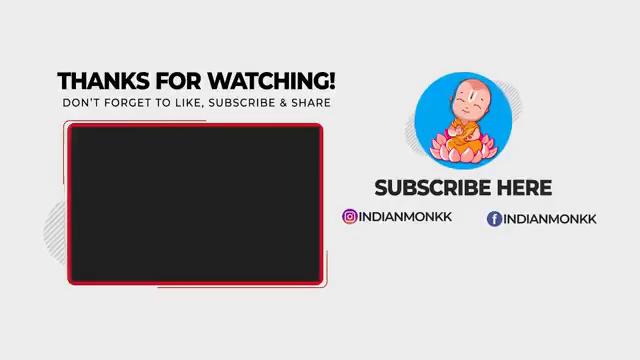 THANKS FOR WATCHING!
DON'T FORGET TO LIKE, SUBSCRIBE & SHARE
SUBSCRIBE HERE
INDIANMONKK
INDIANMONKK